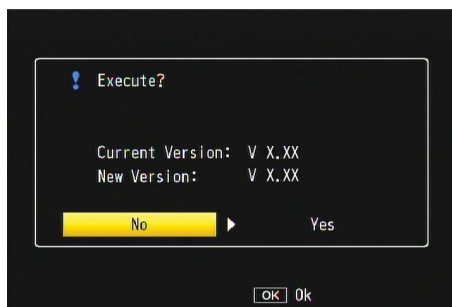 Execute?
Current Version: V X.XX
New Version: V X.XX
No Yes
OK Ok